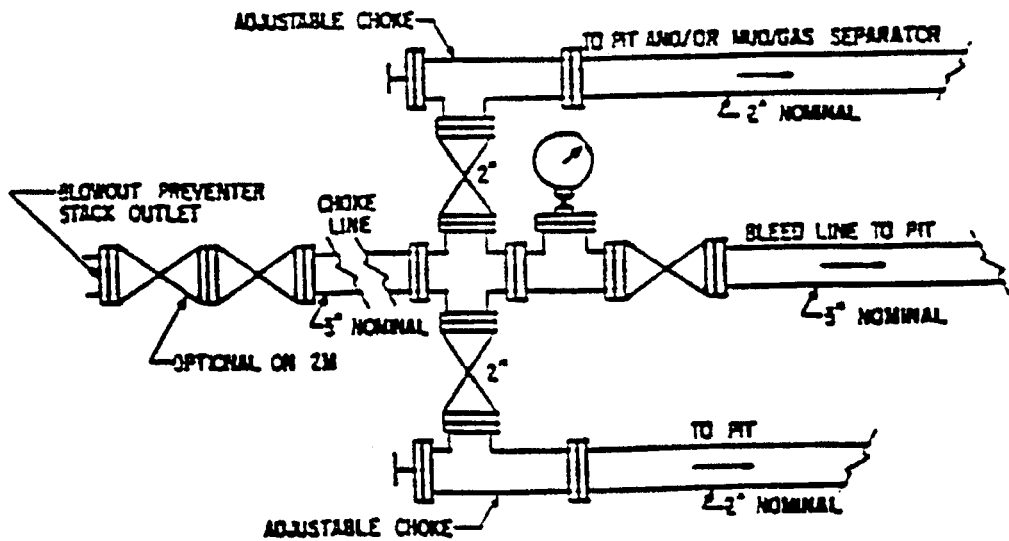 ADJUSTABLE CHOKE
TO PIT AND/OR MUD/GAS SEPARATOR
2" NOMINAL
2"
BLOWOUT PREVENTER
STACK OUTLET
CHOKE
LINE
BLEED LINE TO PIT
3" NOMINAL
3" NOMINAL
OPTIONAL ON 2M
2"
TO PIT
2" NOMINAL
ADJUSTABLE CHOKE